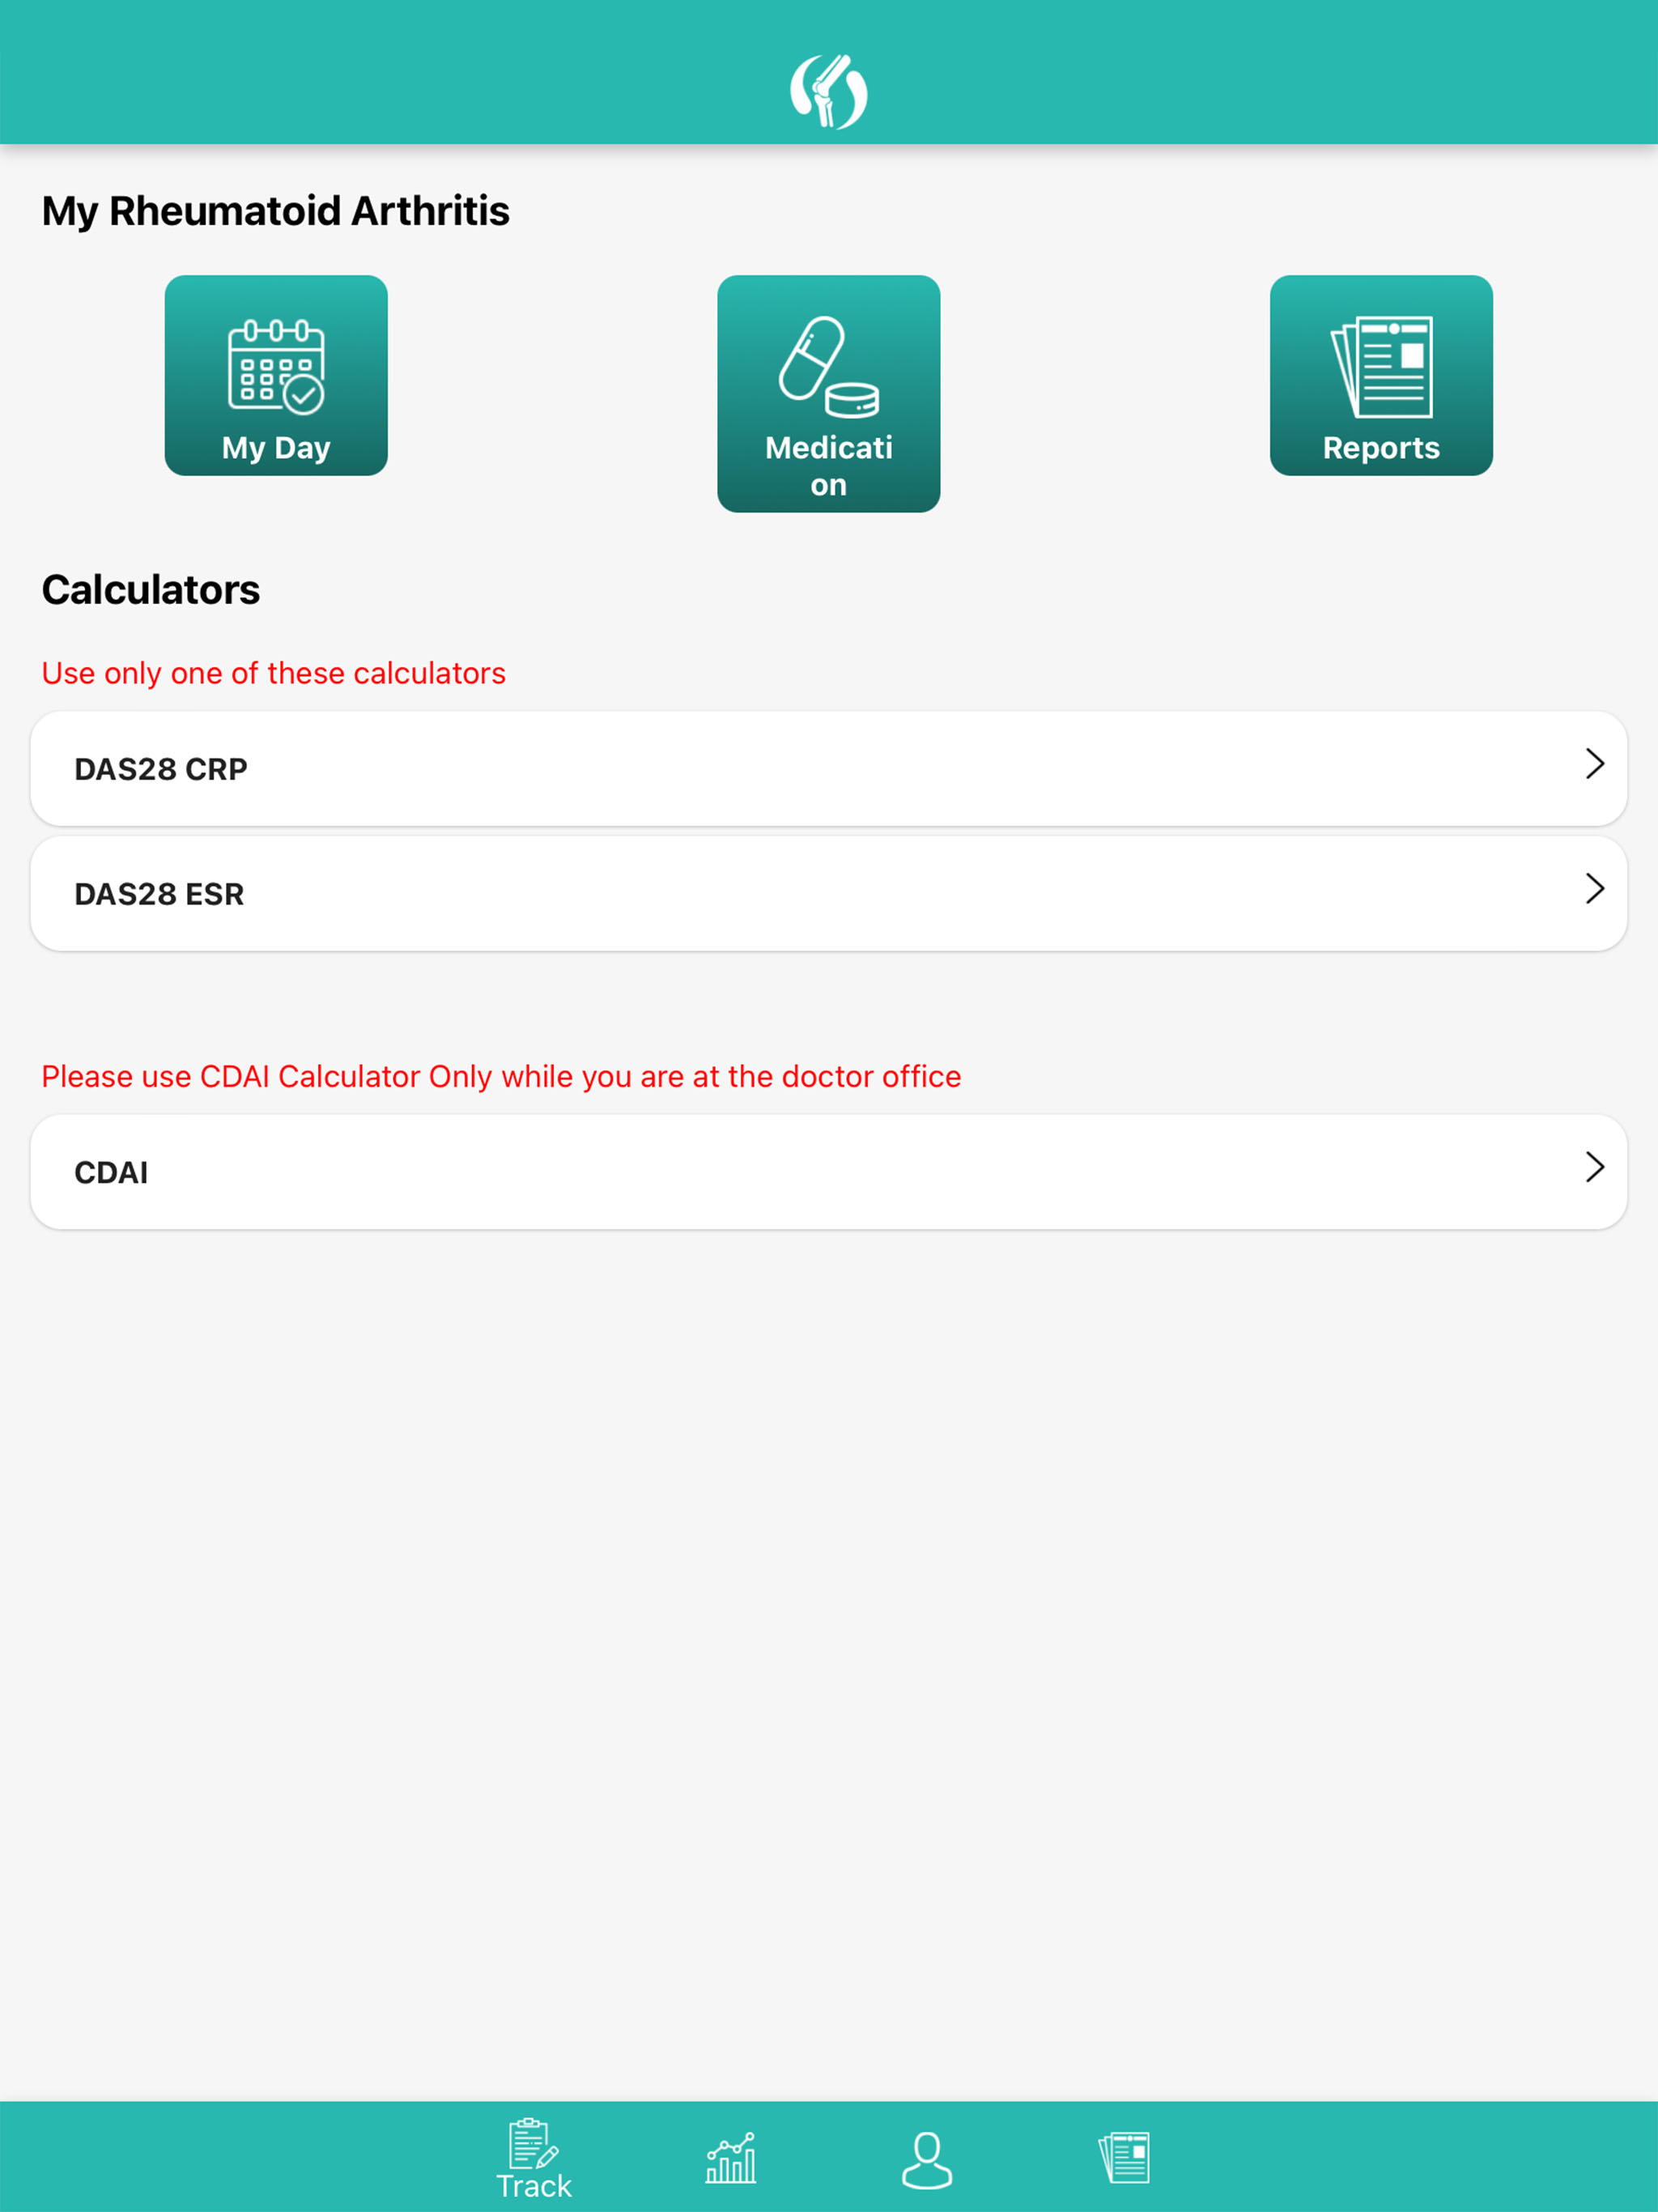 My Rheumatoid Arthritis
My Day
Medicati
on
Reports
Calculators
Use only one of these calculators
DAS28 CRP
DAS28 ESR
Please use CDAI Calculator Only while you are at the doctor office
CDAI
Track